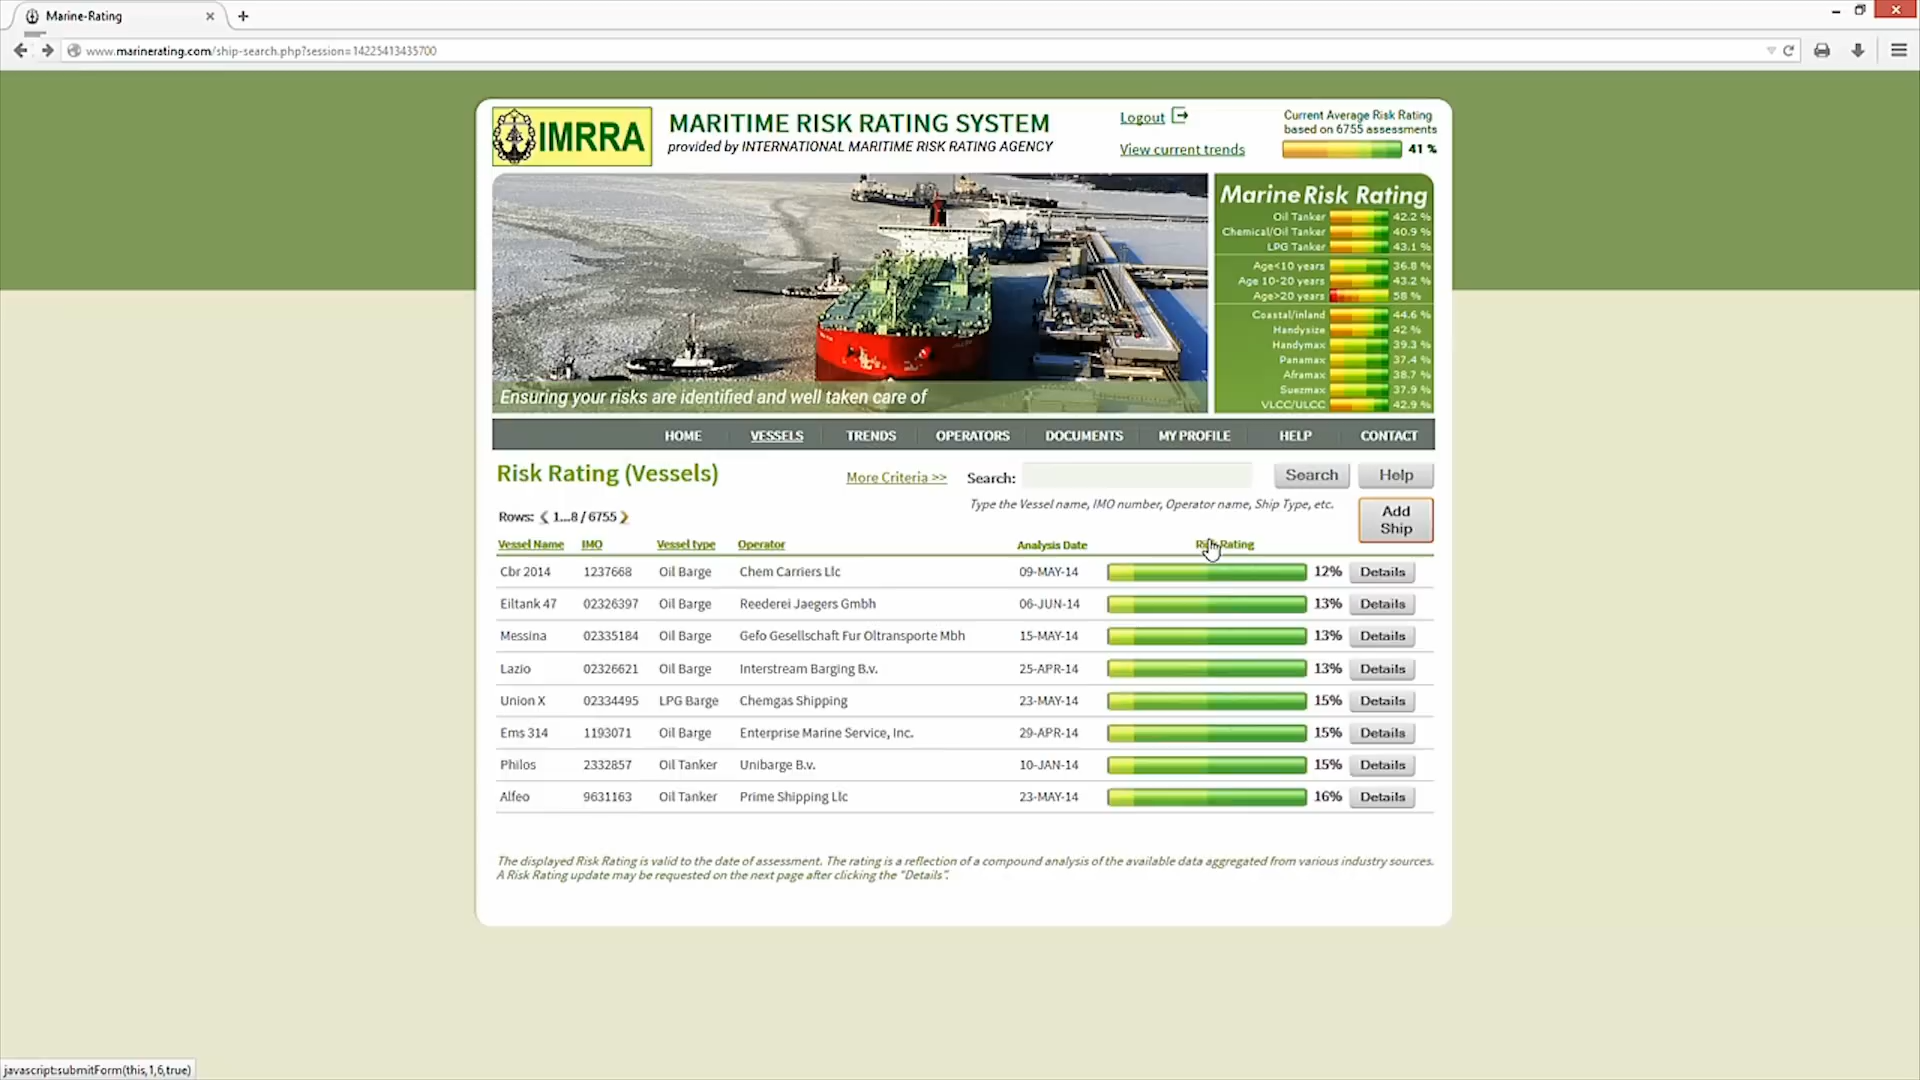 Marine-Rating
www.marinerating.com/ship-search.php?session=14225413435700
IMRRA
MARITIME RISK RATING SYSTEM
provided by INTERNATIONAL MARITIME RISK RATING AGENCY
Logout
View current trends
Current Average Risk Rating
based on 6755 assessments
41 %
Marine Risk Rating
Oil Tanker 42.2 %
Chemical/Oil Tanker 40.9 %
LPG Tanker 43.1 %
Age<10 years 36.8 %
Age 10-20 years 43.2 %
Age>20 years 58 %
Coastal/inland 44.6 %
Handysize 42 %
Handymax 39.3 %
Panamax 37.4 %
Aframax 38.7 %
Suezmax 37.9 %
VLCC/ULCC 42.9 %
Ensuring your risks are identified and well taken care of
HOME VESSELS TRENDS OPERATORS DOCUMENTS MY PROFILE HELP CONTACT
Risk Rating (Vessels)
More Criteria >> Search: Search Help
Type the Vessel name, IMO number, Operator name, Ship Type, etc.
Add
Ship
Rows: 1...8 / 6755
Vessel Name IMO Vessel type Operator Analysis Date Risk Rating
Cbr 2014 1237668 Oil Barge Chem Carriers Llc 09-MAY-14 12% Details
Eiltank 47 02326397 Oil Barge Reederei Jaegers Gmbh 06-JUN-14 13% Details
Messina 02335184 Oil Barge Gefo Gesellschaft Fur Oltransporte Mbh 15-MAY-14 13% Details
Lazio 02326621 Oil Barge Interstream Barging B.v. 25-APR-14 13% Details
Union X 02334495 LPG Barge Chemgas Shipping 23-MAY-14 15% Details
Ems 314 1193071 Oil Barge Enterprise Marine Service, Inc. 29-APR-14 15% Details
Philos 2332857 Oil Tanker Unibarge B.v. 10-JAN-14 15% Details
Alfeo 9631163 Oil Tanker Prime Shipping Llc 23-MAY-14 16% Details
The displayed Risk Rating is valid to the date of assessment. The rating is a reflection of a compound analysis of the available data aggregated from various industry sources.
A Risk Rating update may be requested on the next page after clicking the "Details".
javascript:submitForm(this,1,6,true)